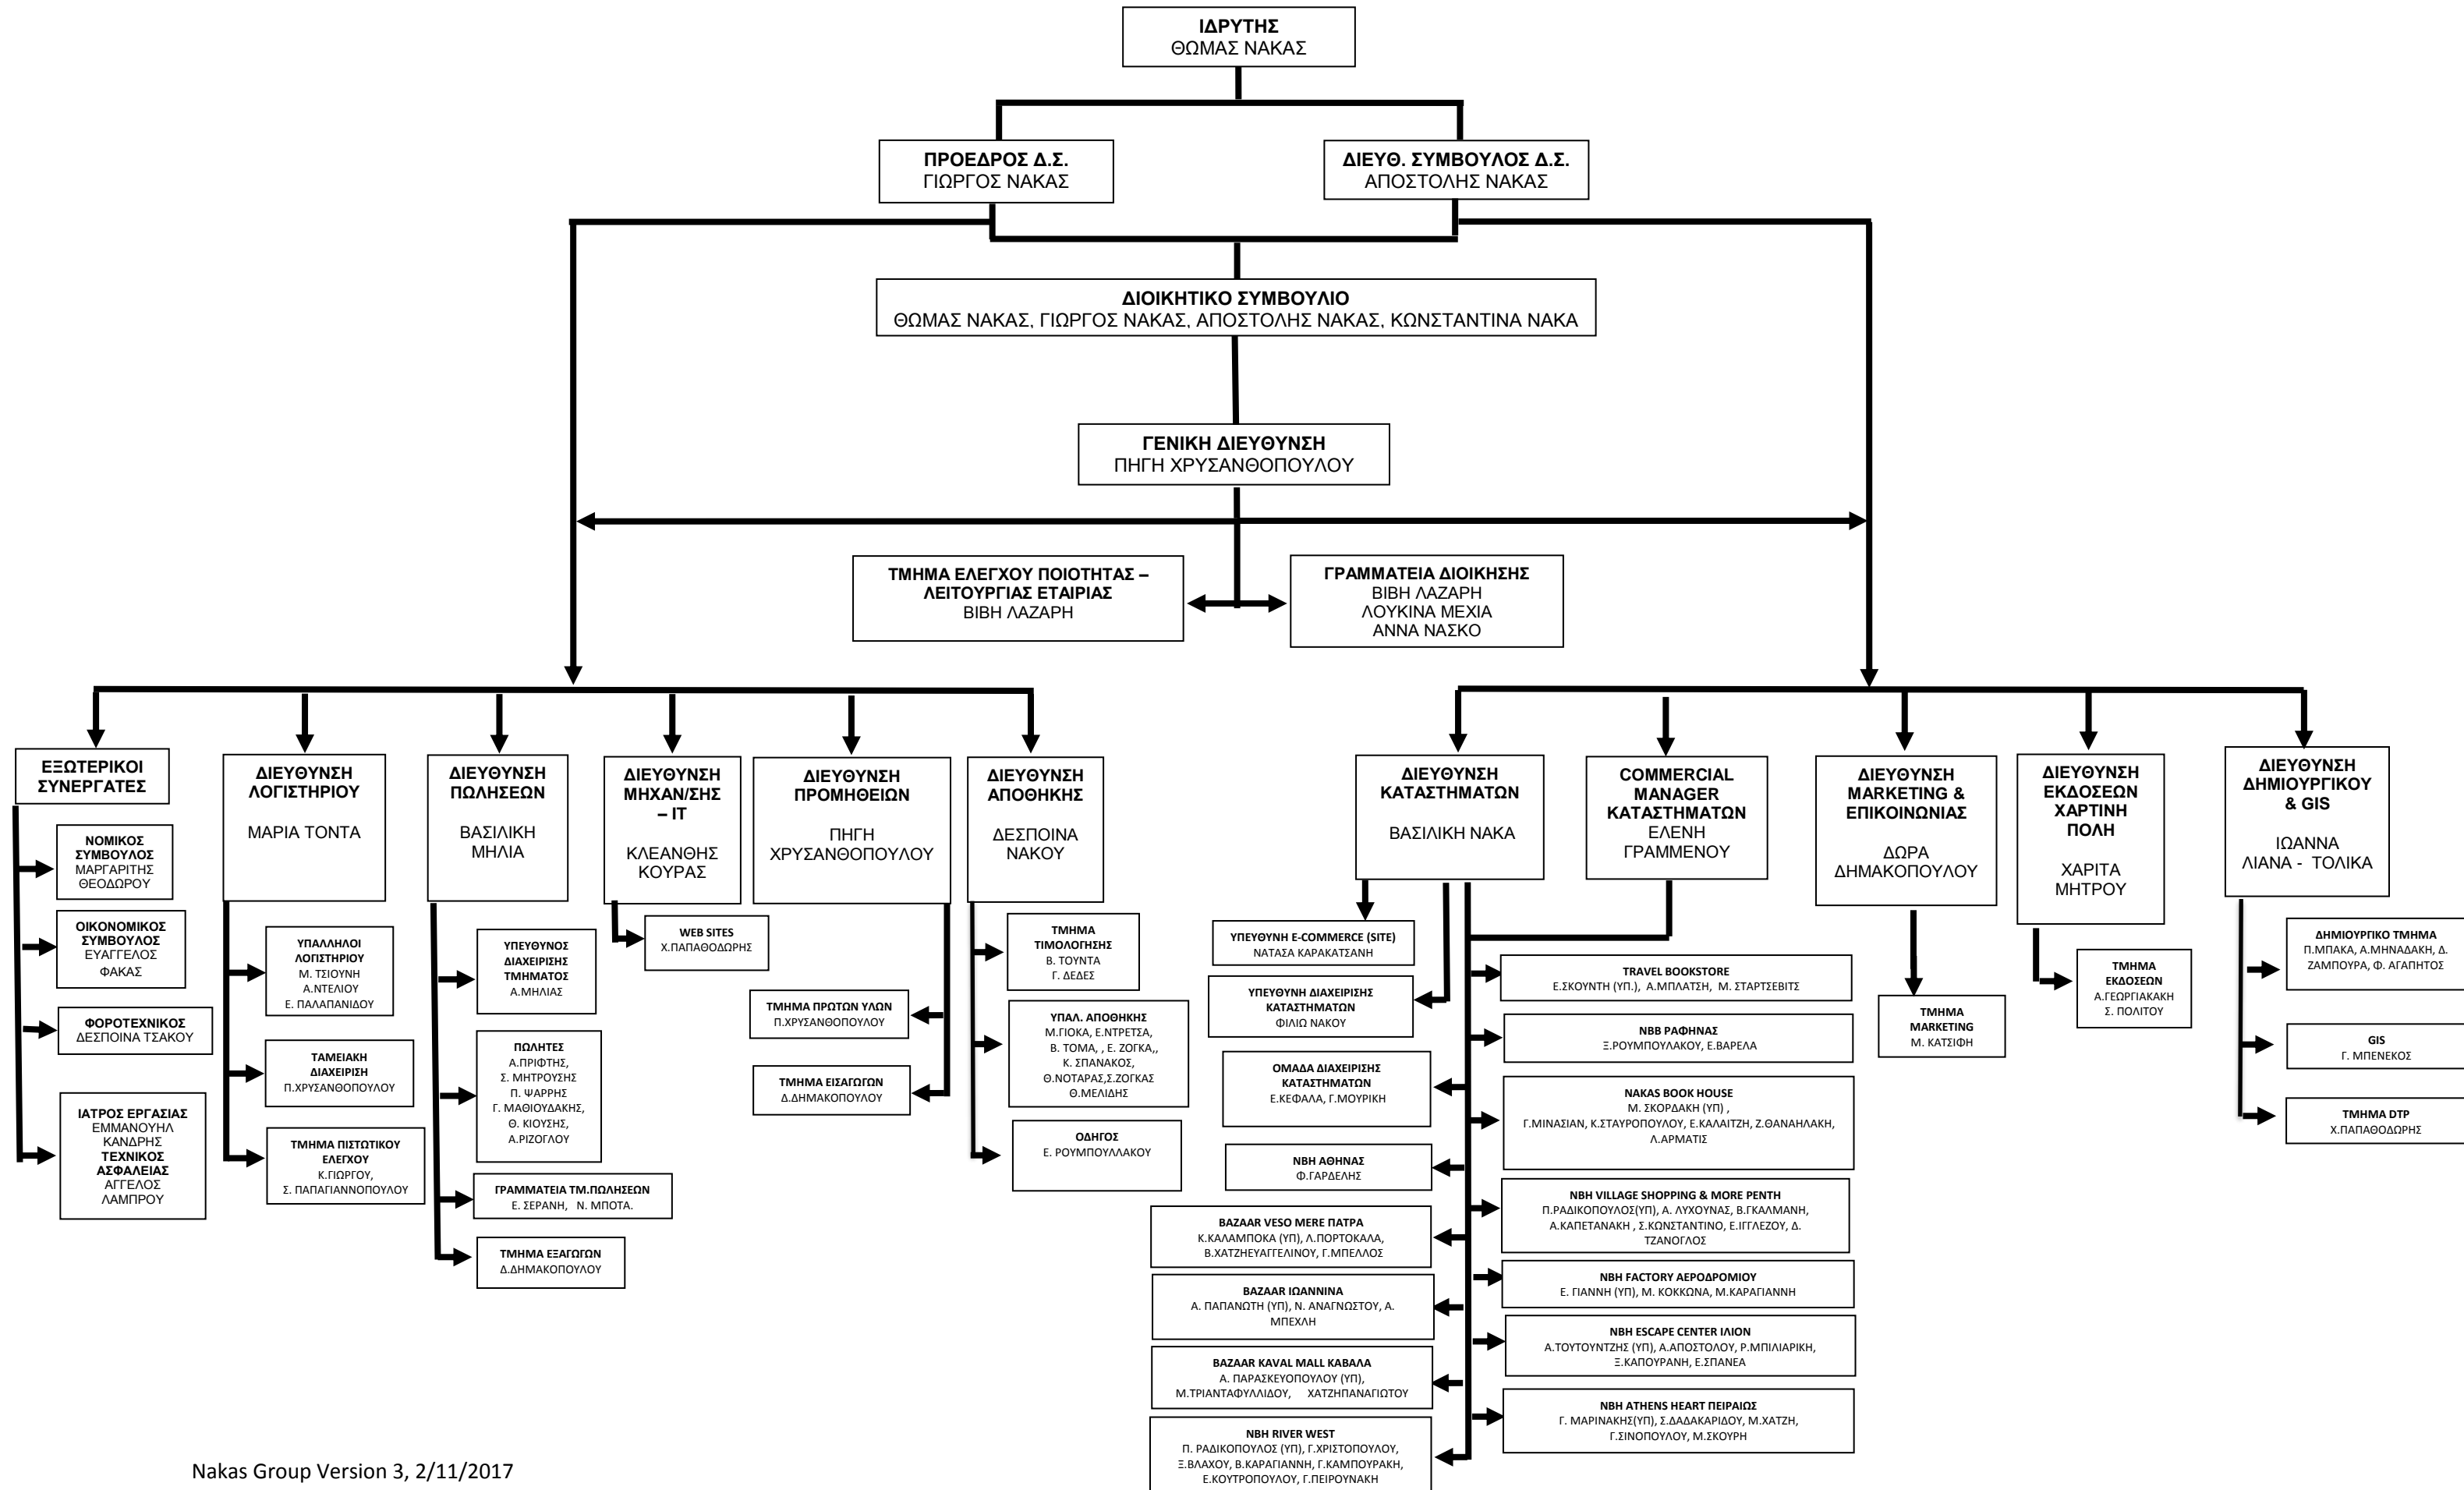 ΙΔΡΥΤΗΣ
ΘΩΜΑΣ ΝΑΚΑΣ
ΠΡΟΕΔΡΟΣ Δ.Σ.
ΓΙΩΡΓΟΣ ΝΑΚΑΣ
ΔΙΕΥΘ. ΣΥΜΒΟΥΛΟΣ Δ.Σ.
ΑΠΟΣΤΟΛΗΣ ΝΑΚΑΣ
ΔΙΟΙΚΗΤΙΚΟ ΣΥΜΒΟΥΛΙΟ
ΘΩΜΑΣ ΝΑΚΑΣ, ΓΙΩΡΓΟΣ ΝΑΚΑΣ, ΑΠΟΣΤΟΛΗΣ ΝΑΚΑΣ, ΚΩΝΣΤΑΝΤΙΝΑ ΝΑΚΑ
ΓΕΝΙΚΗ ΔΙΕΥΘΥΝΣΗ
ΠΗΓΗ ΧΡΥΣΑΝΘΟΠΟΥΛΟΥ
ΤΜΗΜΑ ΕΛΕΓΧΟΥ ΠΟΙΟΤΗΤΑΣ –
ΛΕΙΤΟΥΡΓΙΑΣ ΕΤΑΙΡΙΑΣ
ΒΙΒΗ ΛΑΖΑΡΗ
ΓΡΑΜΜΑΤΕΙΑ ΔΙΟΙΚΗΣΗΣ
ΒΙΒΗ ΛΑΖΑΡΗ
ΛΟΥΚΙΝΑ ΜΕΧΙΑ
ΑΝΝΑ ΝΑΣΚΟ
ΕΞΩΤΕΡΙΚΟΙ
ΣΥΝΕΡΓΑΤΕΣ
ΝΟΜΙΚΟΣ
ΣΥΜΒΟΥΛΟΣ
ΜΑΡΓΑΡΙΤΗΣ
ΘΕΟΔΩΡΟΥ
ΟΙΚΟΝΟΜΙΚΟΣ
ΣΥΜΒΟΥΛΟΣ
ΕΥΑΓΓΕΛΟΣ
ΦΑΚΑΣ
ΦΟΡΟΤΕΧΝΙΚΟΣ
ΔΕΣΠΟΙΝΑ ΤΣΑΚΟΥ
ΙΑΤΡΟΣ ΕΡΓΑΣΙΑΣ
ΕΜΜΑΝΟΥΗΛ
ΚΑΝΔΡΗΣ
ΤΕΧΝΙΚΟΣ
ΑΣΦΑΛΕΙΑΣ
ΑΓΓΕΛΟΣ
ΛΑΜΠΡΟΥ
ΔΙΕΥΘΥΝΣΗ
ΛΟΓΙΣΤΗΡΙΟΥ
ΜΑΡΙΑ ΤΟΝΤΑ
ΥΠΑΛΛΗΛΟΙ
ΛΟΓΙΣΤΗΡΙΟΥ
Μ. ΤΣΙΟΥΝΗ
Α.ΝΤΕΛΙΟΥ
Ε. ΠΑΛΑΠΑΝΙΔΟΥ
ΤΑΜΕΙΑΚΗ
ΔΙΑΧΕΙΡΙΣΗ
Π.ΧΡΥΣΑΝΘΟΠΟΥΛΟΥ
ΤΜΗΜΑ ΠΙΣΤΩΤΙΚΟΥ
ΕΛΕΓΧΟΥ
Κ.ΓΙΩΡΓΟΥ,
Σ. ΠΑΠΑΓΙΑΝΝΟΠΟΥΛΟΥ
ΔΙΕΥΘΥΝΣΗ
ΠΩΛΗΣΕΩΝ
ΒΑΣΙΛΙΚΗ
ΜΗΛΙΑ
ΥΠΕΥΘΥΝΟΣ
ΔΙΑΧΕΙΡΙΣΗΣ
ΤΜΗΜΑΤΟΣ
Α.ΜΗΛΙΑΣ
ΠΩΛΗΤΕΣ
Α.ΠΡΙΦΤΗΣ,
Σ. ΜΗΤΡΟΥΣΗΣ
Π. ΨΑΡΡΗΣ
Γ. ΜΑΘΙΟΥΔΑΚΗΣ,
Θ. ΚΙΟΥΣΗΣ,
Α.ΡΙΖΟΓΛΟΥ
ΓΡΑΜΜΑΤΕΙΑ ΤΜ.ΠΩΛΗΣΕΩΝ
Ε. ΣΕΡΑΝΗ, Ν. ΜΠΟΤΑ.
ΤΜΗΜΑ ΕΞΑΓΩΓΩΝ
Δ.ΔΗΜΑΚΟΠΟΥΛΟΥ
ΔΙΕΥΘΥΝΣΗ
ΜΗΧΑΝ/ΣΗΣ
– IT
ΚΛΕΑΝΘΗΣ
ΚΟΥΡΑΣ
WEB SITES
Χ.ΠΑΠΑΘΟΔΩΡΗΣ
ΔΙΕΥΘΥΝΣΗ
ΠΡΟΜΗΘΕΙΩΝ
ΠΗΓΗ
ΧΡΥΣΑΝΘΟΠΟΥΛΟΥ
ΤΜΗΜΑ ΠΡΩΤΩΝ ΥΛΩΝ
Π.ΧΡΥΣΑΝΘΟΠΟΥΛΟΥ
ΤΜΗΜΑ ΕΙΣΑΓΩΓΩΝ
Δ.ΔΗΜΑΚΟΠΟΥΛΟΥ
ΔΙΕΥΘΥΝΣΗ
ΑΠΟΘΗΚΗΣ
ΔΕΣΠΟΙΝΑ
ΝΑΚΟΥ
ΤΜΗΜΑ
ΤΙΜΟΛΟΓΗΣΗΣ
Β. ΤΟΥΝΤΑ
Γ. ΔΕΔΕΣ
ΥΠΑΛ. ΑΠΟΘΗΚΗΣ
Μ.ΓΙΟΚΑ, Ε.ΝΤΡΕΤΣΑ,
Β. ΤΟΜΑ, , Ε. ΖΟΓΚΑ,,
Κ. ΣΠΑΝΑΚΟΣ,
Θ.ΝΟΤΑΡΑΣ,Σ.ΖΟΓΚΑΣ
Θ.ΜΕΛΙΔΗΣ
ΟΔΗΓΟΣ
Ε. ΡΟΥΜΠΟΥΛΛΑΚΟΥ
ΔΙΕΥΘΥΝΣΗ
ΚΑΤΑΣΤΗΜΑΤΩΝ
ΒΑΣΙΛΙΚΗ ΝΑΚΑ
COMMERCIAL
MANAGER
ΚΑΤΑΣΤΗΜΑΤΩΝ
ΕΛΕΝΗ
ΓΡΑΜΜΕΝΟΥ
ΥΠΕΥΘΥΝΗ E-COMMERCE (SITE)
ΝΑΤΑΣΑ ΚΑΡΑΚΑΤΣΑΝΗ
ΥΠΕΥΘΥΝΗ ΔΙΑΧΕΙΡΙΣΗΣ
ΚΑΤΑΣΤΗΜΑΤΩΝ
ΦΙΛΙΩ ΝΑΚΟΥ
ΟΜΑΔΑ ΔΙΑΧΕΙΡΙΣΗΣ
ΚΑΤΑΣΤΗΜΑΤΩΝ
Ε.ΚΕΦΑΛΑ, Γ.ΜΟΥΡΙΚΗ
NBH ΑΘΗΝΑΣ
Φ.ΓΑΡΔΕΛΗΣ
BAZAAR VESO MERE ΠΑΤΡΑ
Κ.ΚΑΛΑΜΠΟΚΑ (ΥΠ), Λ.ΠΟΡΤΟΚΑΛΑ,
Β.ΧΑΤΖΗΕΥΑΓΓΕΛΙΝΟΥ, Γ.ΜΠΕΛΛΟΣ
BAZAAR ΙΩΑΝΝΙΝΑ
Α. ΠΑΠΑΝΩΤΗ (ΥΠ), Ν. ΑΝΑΓΝΩΣΤΟΥ, Α.
ΜΠΕΧΛΗ
BAZAAR KAVAL MALL ΚΑΒΑΛΑ
Α. ΠΑΡΑΣΚΕΥΟΠΟΥΛΟΥ (ΥΠ),
Μ.ΤΡΙΑΝΤΑΦΥΛΛΙΔΟΥ, ΧΑΤΖΗΠΑΝΑΓΙΩΤΟΥ
NBH RIVER WEST
Π. ΡΑΔΙΚΟΠΟΥΛΟΣ (ΥΠ), Γ.ΧΡΙΣΤΟΠΟΥΛΟΥ,
Ξ.ΒΛΑΧΟΥ, Β.ΚΑΡΑΓΙΑΝΝΗ, Γ.ΚΑΜΠΟΥΡΑΚΗ,
Ε.ΚΟΥΤΡΟΠΟΥΛΟΥ, Γ.ΠΕΙΡΟΥΝΑΚΗ
TRAVEL BOOKSTORE
Ε.ΣΚΟΥΝΤΗ (ΥΠ.), Α.ΜΠΛΑΤΣΗ, Μ. ΣΤΑΡΤΣΕΒΙΤΣ
NBB ΡΑΦΗΝΑΣ
Ξ.ΡΟΥΜΠΟΥΛΑΚΟΥ, Ε.ΒΑΡΕΛΑ
NAKAS BOOK HOUSE
Μ. ΣΚΟΡΔΑΚΗ (ΥΠ) ,
Γ.ΜΙΝΑΣΙΑΝ, Κ.ΣΤΑΥΡΟΠΟΥΛΟΥ, Ε.ΚΑΛΑΙΤΖΗ, Ζ.ΘΑΝΑΗΛΑΚΗ,
Λ.ΑΡΜΑΤΙΣ
NBH VILLAGE SHOPPING & MORE ΡΕΝΤΗ
Π.ΡΑΔΙΚΟΠΟΥΛΟΣ(ΥΠ), Α. ΛΥΧΟΥΝΑΣ, Β.ΓΚΑΛΜΑΝΗ,
Α.ΚΑΠΕΤΑΝΑΚΗ , Σ.ΚΩΝΣΤΑΝΤΙΝΟ, Ε.ΙΓΓΛΕΖΟΥ, Δ.
ΤΖΑΝΟΓΛΟΣ
NBH FACTORY ΑΕΡΟΔΡΟΜΙΟΥ
Ε. ΓΙΑΝΝΗ (ΥΠ), Μ. ΚΟΚΚΩΝΑ, Μ.ΚΑΡΑΓΙΑΝΝΗ
NBH ESCAPE CENTER ΙΛΙΟΝ
Α.ΤΟΥΤΟΥΝΤΖΗΣ (ΥΠ), Α.ΑΠΟΣΤΟΛΟΥ, Ρ.ΜΠΙΛΙΑΡΙΚΗ,
Ξ.ΚΑΠΟΥΡΑΝΗ, Ε.ΣΠΑΝΕΑ
NBH ATHENS HEART ΠΕΙΡΑΙΩΣ
Γ. ΜΑΡΙΝΑΚΗΣ(ΥΠ), Σ.ΔΑΔΑΚΑΡΙΔΟΥ, Μ.ΧΑΤΖΗ,
Γ.ΣΙΝΟΠΟΥΛΟΥ, Μ.ΣΚΟΥΡΗ
ΔΙΕΥΘΥΝΣΗ
MARKETING &
ΕΠΙΚΟΙΝΩΝΙΑΣ
ΔΩΡΑ
ΔΗΜΑΚΟΠΟΥΛΟΥ
ΤΜΗΜΑ
MARKETING
Μ. ΚΑΤΣΙΦΗ
ΔΙΕΥΘΥΝΣΗ
ΕΚΔΟΣΕΩΝ
ΧΑΡΤΙΝΗ
ΠΟΛΗ
ΧΑΡΙΤΑ
ΜΗΤΡΟΥ
ΤΜΗΜΑ
ΕΚΔΟΣΕΩΝ
Α.ΓΕΩΡΓΙΑΚΑΚΗ
Σ. ΠΟΛΙΤΟΥ
ΔΙΕΥΘΥΝΣΗ
ΔΗΜΙΟΥΡΓΙΚΟΥ
& GIS
ΙΩΑΝΝΑ
ΛΙΑΝΑ - ΤΟΛΙΚΑ
ΔΗΜΙΟΥΡΓΙΚΟ ΤΜΗΜΑ
Π.ΜΠΑΚΑ, Α.ΜΗΝΑΔΑΚΗ, Δ.
ΖΑΜΠΟΥΡΑ, Φ. ΑΓΑΠΗΤΟΣ
GIS
Γ. ΜΠΕΝΕΚΟΣ
ΤΜΗΜΑ DTP
Χ.ΠΑΠΑΘΟΔΩΡΗΣ
Nakas Group Version 3, 2/11/2017